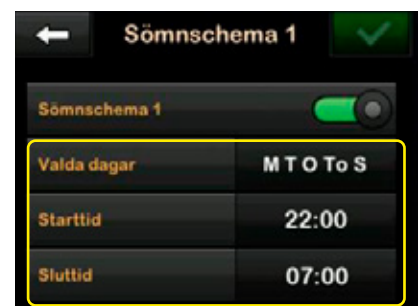 Sömnschema 1
Sömnschema 1
Valda dagar M T O To S
Starttid 22:00
Sluttid 07:00